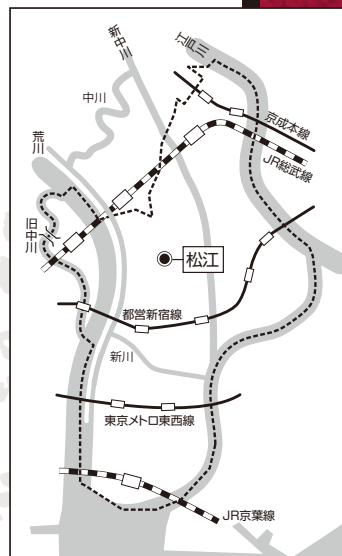 新中川
江戸川
中川
京成本線
荒川
JR総武線
旧中川
松江
都営新宿線
新川
東京メトロ東西線
JR京葉線